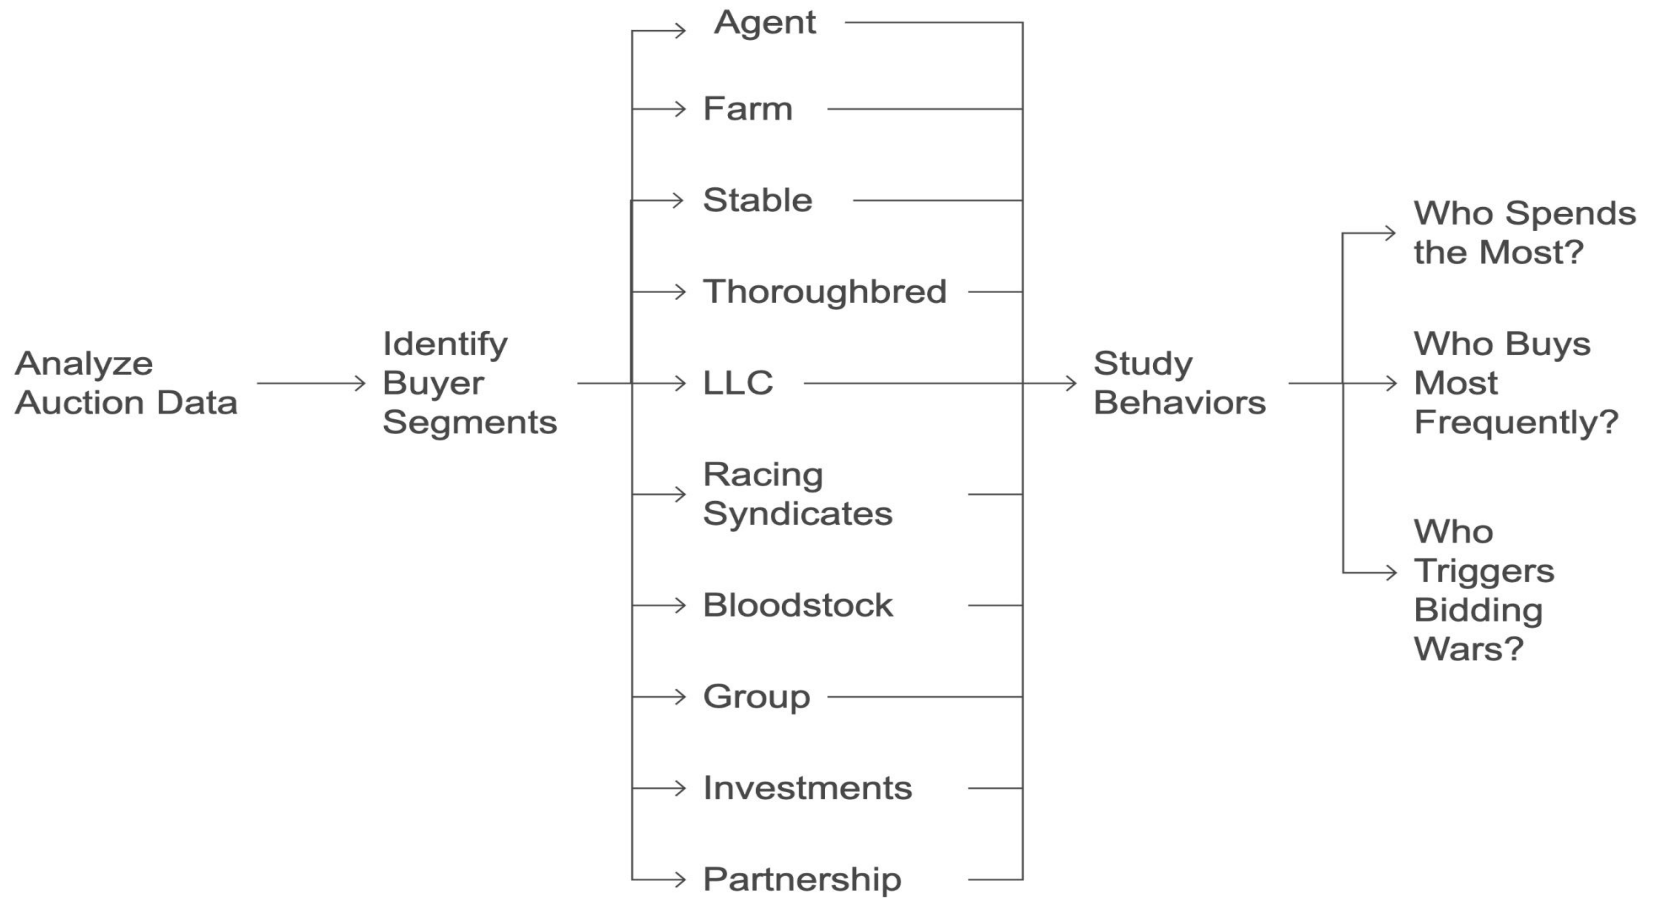 Analyze
Auction Data
Identify
Buyer
Segments
Agent
Farm
Stable
Thoroughbred
LLC
Racing
Syndicates
Bloodstock
Group
Investments
Partnership
Study
Behaviors
Who Spends
the Most?
Who Buys
Most
Frequently?
Who
Triggers
Bidding
Wars?